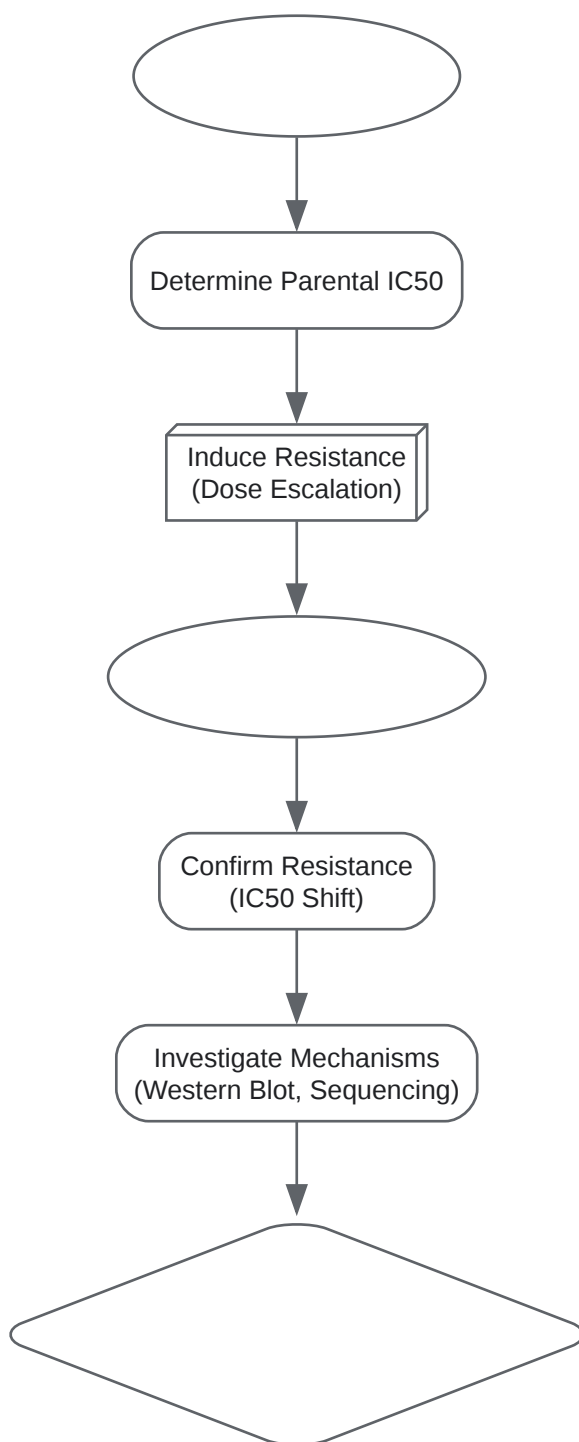 Determine Parental IC50
Induce Resistance
(Dose Escalation)
Confirm Resistance
(IC50 Shift)
Investigate Mechanisms
(Western Blot, Sequencing)